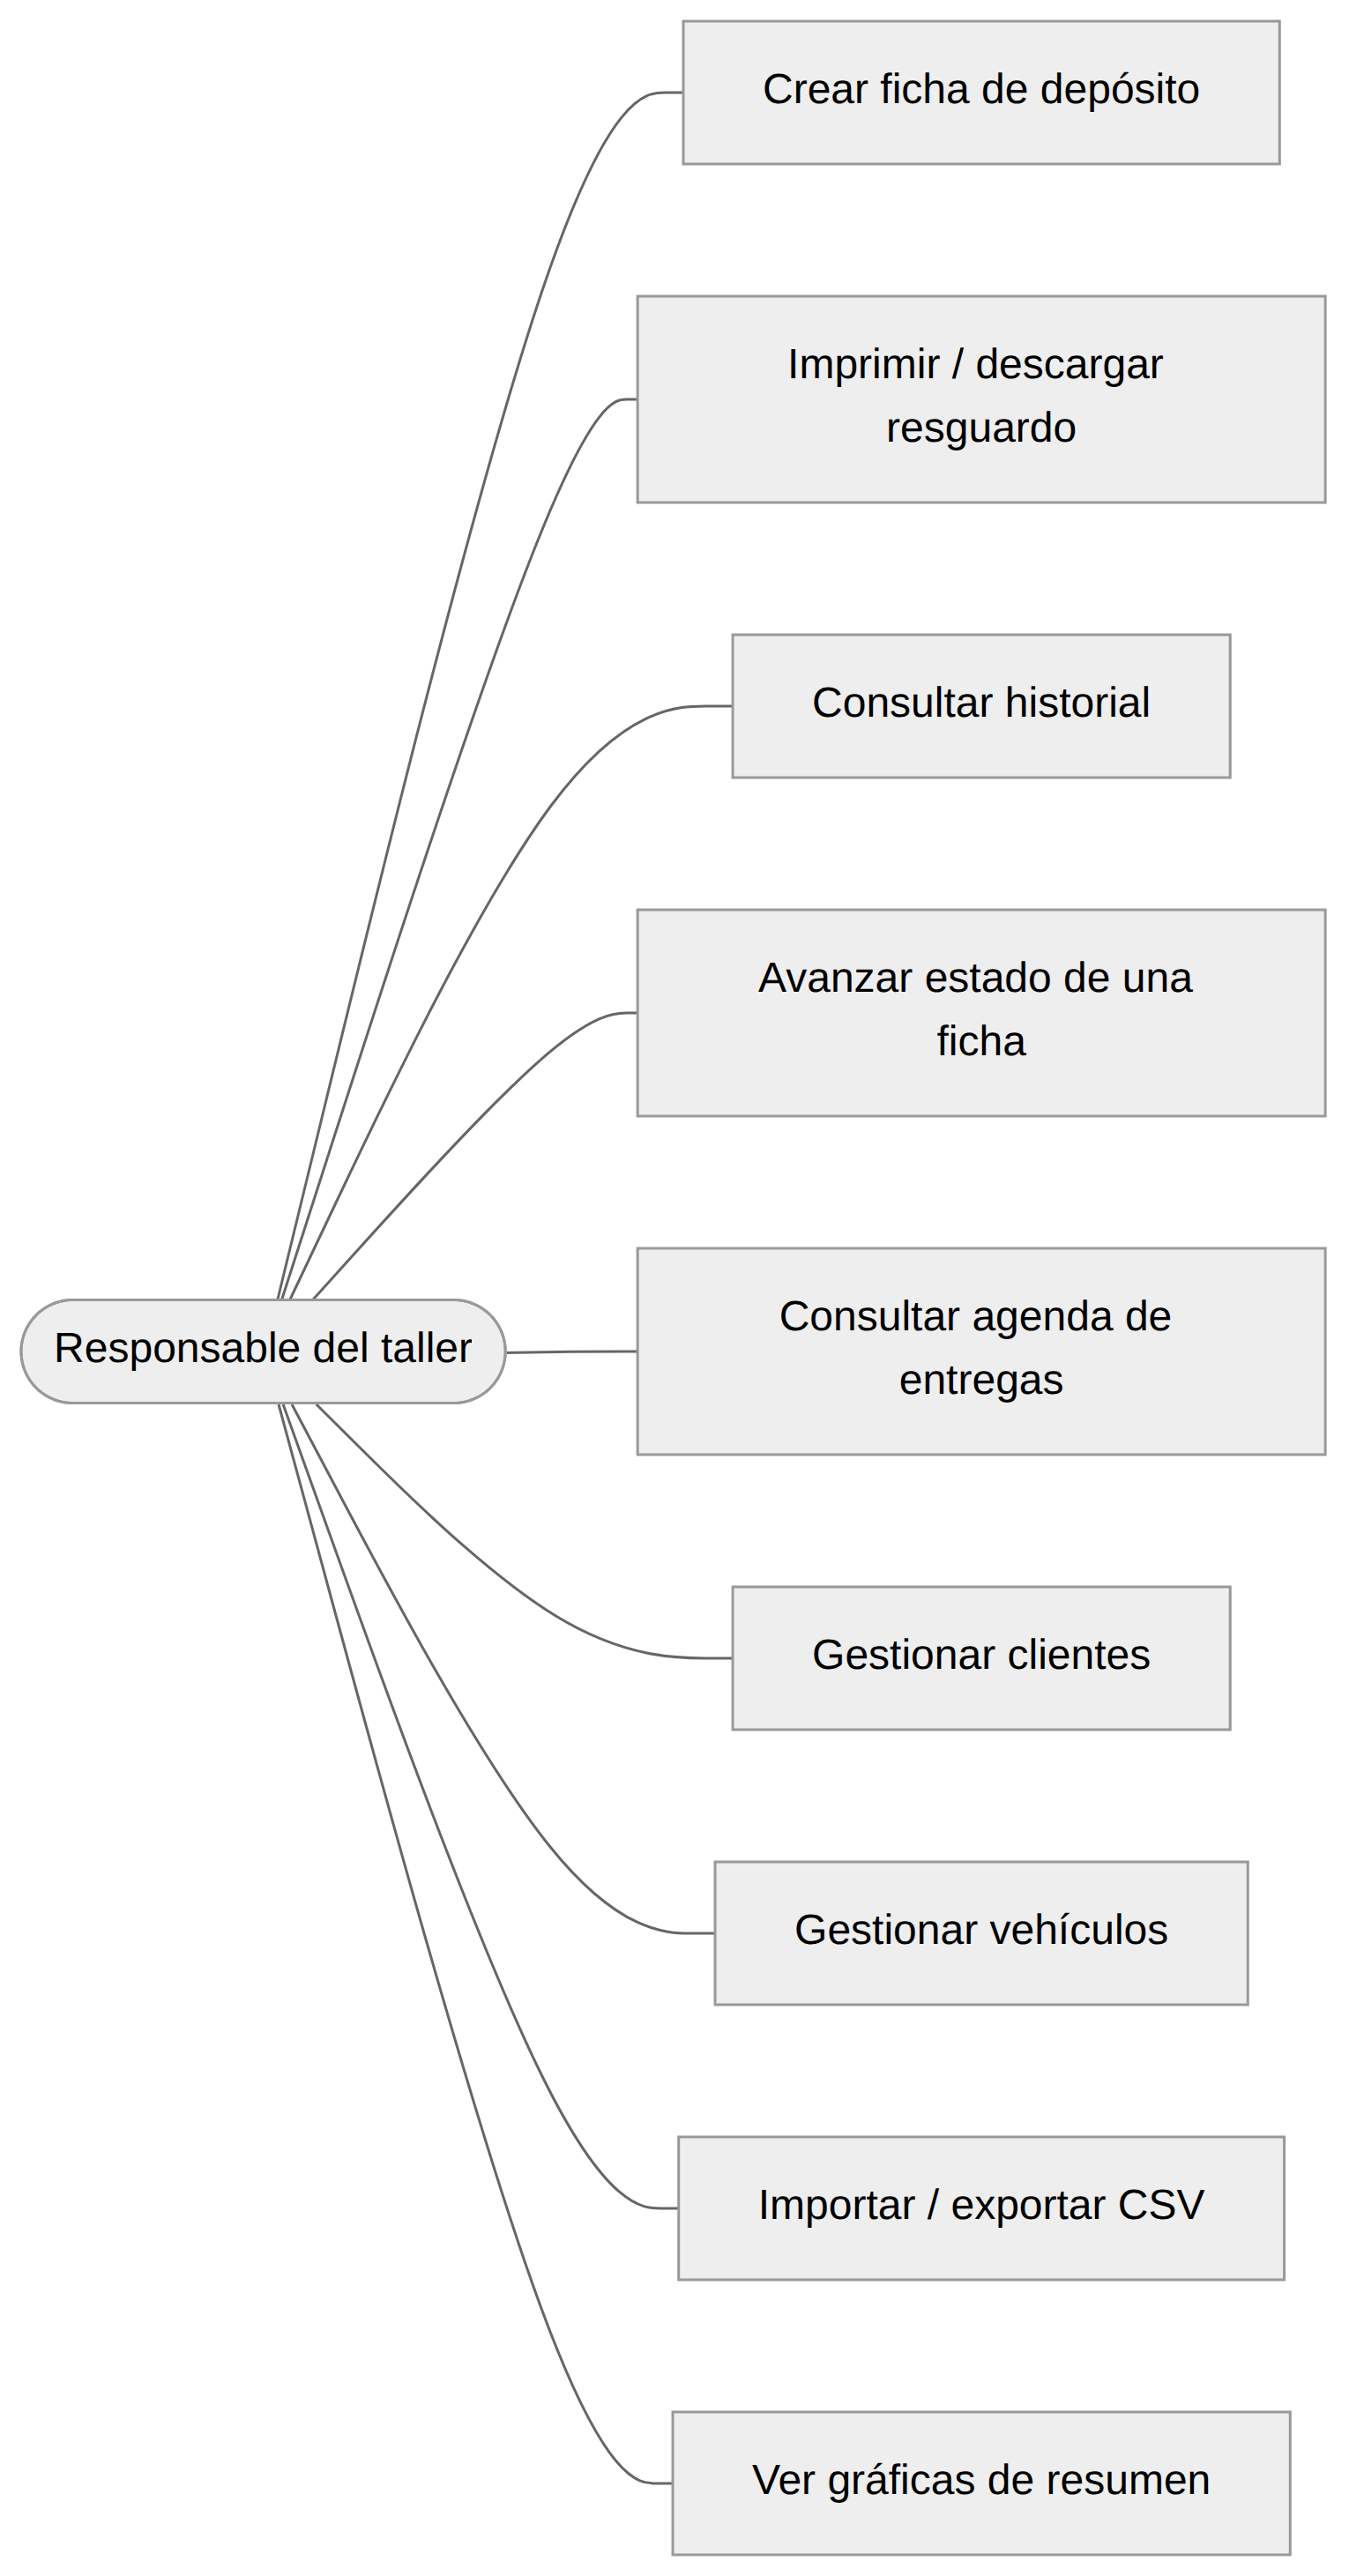 Crear ficha de depósito
Imprimir / descargar
resguardo
Consultar historial
Avanzar estado de una
ficha
Responsable del taller
Consultar agenda de
entregas
Gestionar clientes
Gestionar vehículos
Importar / exportar CSV
Ver gráficas de resumen